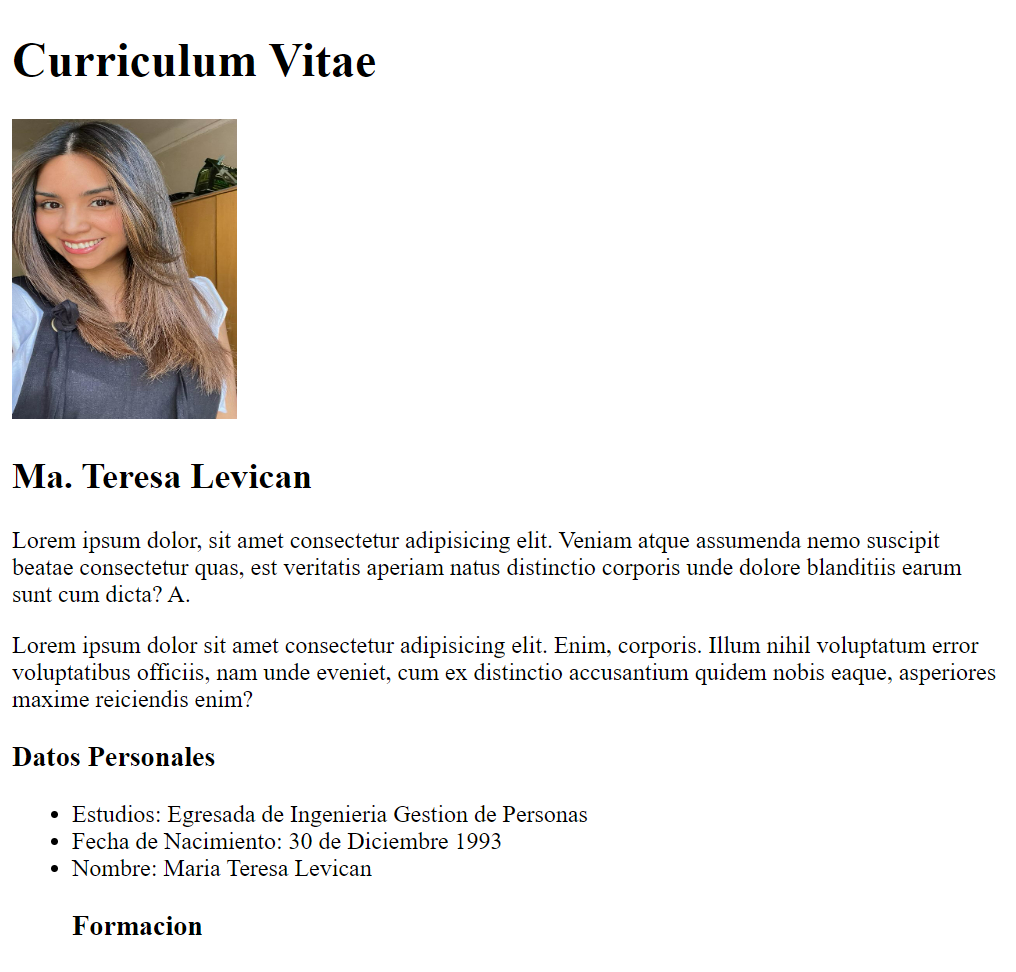 Curriculum Vitae
Ma. Teresa Levican
Lorem ipsum dolor, sit amet consectetur adipisicing elit. Veniam atque assumenda nemo suscipit
beatae consectetur quas, est veritatis aperiam natus distinctio corporis unde dolore blanditiis earum
sunt cum dicta? A.
Lorem ipsum dolor sit amet consectetur adipisicing elit. Enim, corporis. Illum nihil voluptatum error
voluptatibus officiis, nam unde eveniet, cum ex distinctio accusantium quidem nobis eaque, asperiores
maxime reiciendis enim?
Datos Personales
• Estudios: Egresada de Ingenieria Gestion de Personas
• Fecha de Nacimiento: 30 de Diciembre 1993
• Nombre: Maria Teresa Levican
Formacion